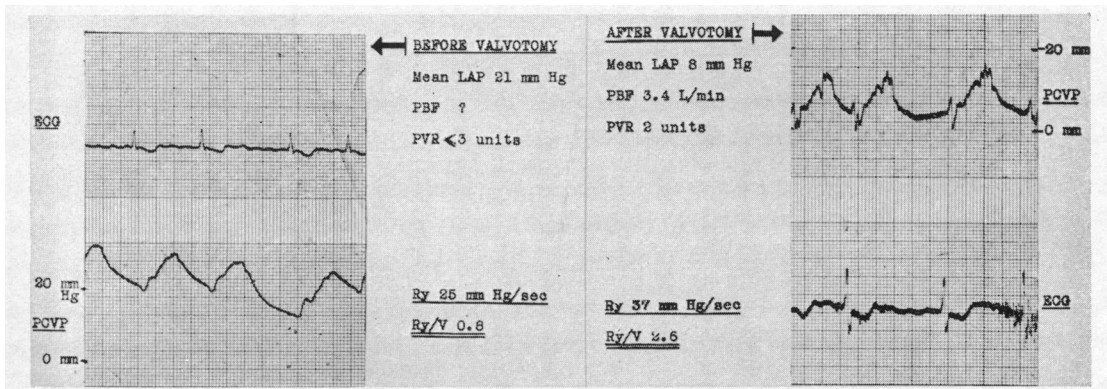 ECG
20 mm
Hg
PCVP
0 mm
BEFORE VALVOTOMY
Mean LAP 21 mm Hg
PBF ?
PVR <3 units
Ry 25 mm Hg/sec
Ry/V 0.8
AFTER VALVOTOMY
Mean LAP 8 mm Hg
PBF 3.4 L/min
PVR 2 units
Ry 37 mm Hg/sec
Ry/V 2.6
20 mm
PCVP
0 mm
ECG